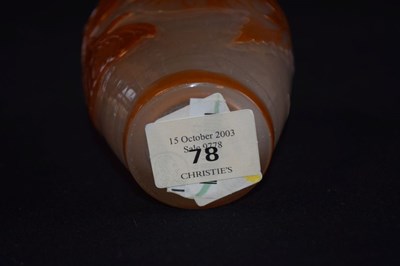 15 October 2003
Sale 9778
78
CHRISTIE'S